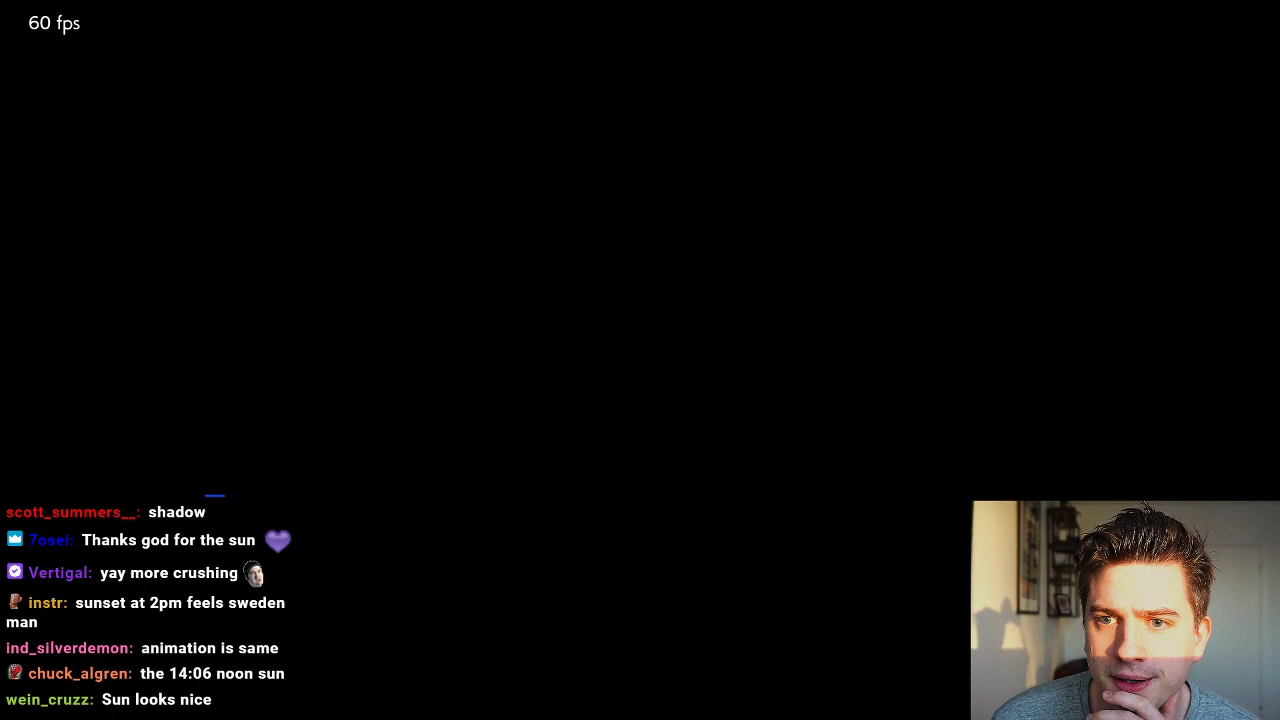 60 fps
scott_summers__: shadow
7osei: Thanks god for the sun
Vertigal: yay more crushing
instr: sunset at 2pm feels sweden
man
ind_silverdemon: animation is same
chuck_algren: the 14:06 noon sun
wein_cruzz: Sun looks nice